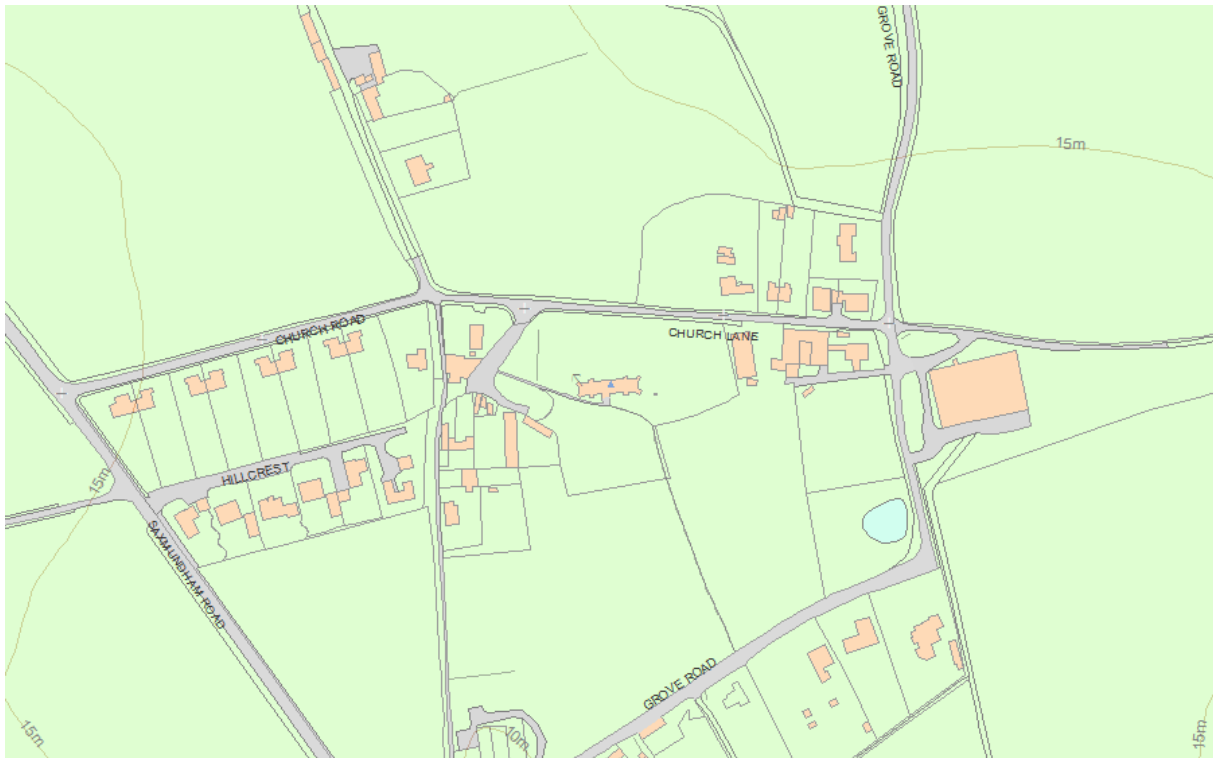 GROVE ROAD
15m
CHURCH ROAD
CHURCH LANE
HILLCREST
15m
SAXMUNDHAM ROAD
GROVE ROAD
15m
10m
15m